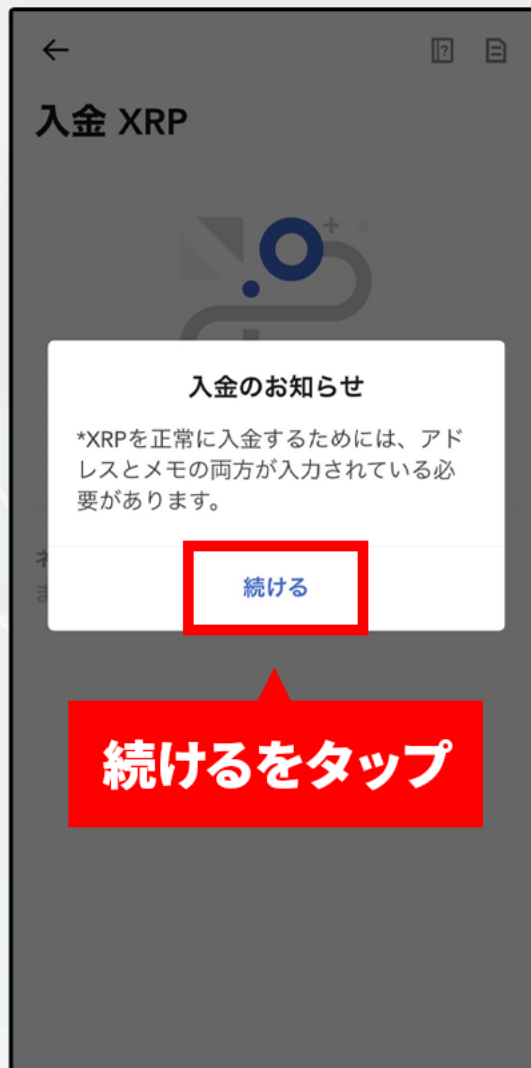 入金 XRP
入金のお知らせ
*XRPを正常に入金するためには、アド
レスとメモの両方が入力されている必
要があります。
続ける
続けるをタップ